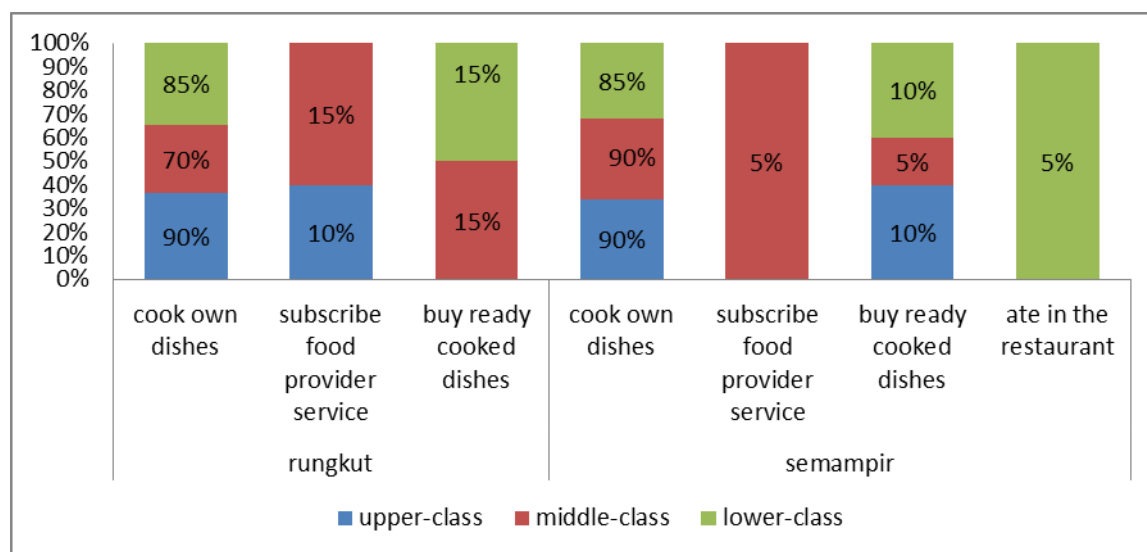 100%
90%
80%
70%
60%
50%
40%
30%
20%
10%
0%
85%
70%
90%
15%
10%
15%
15%
85%
90%
90%
5%
10%
5%
10%
5%
cook own dishes
subscribe food provider service
buy ready cooked dishes
cook own dishes
subscribe food provider service
buy ready cooked dishes
ate in the restaurant
rungkut
semampir
upper-class
middle-class
lower-class